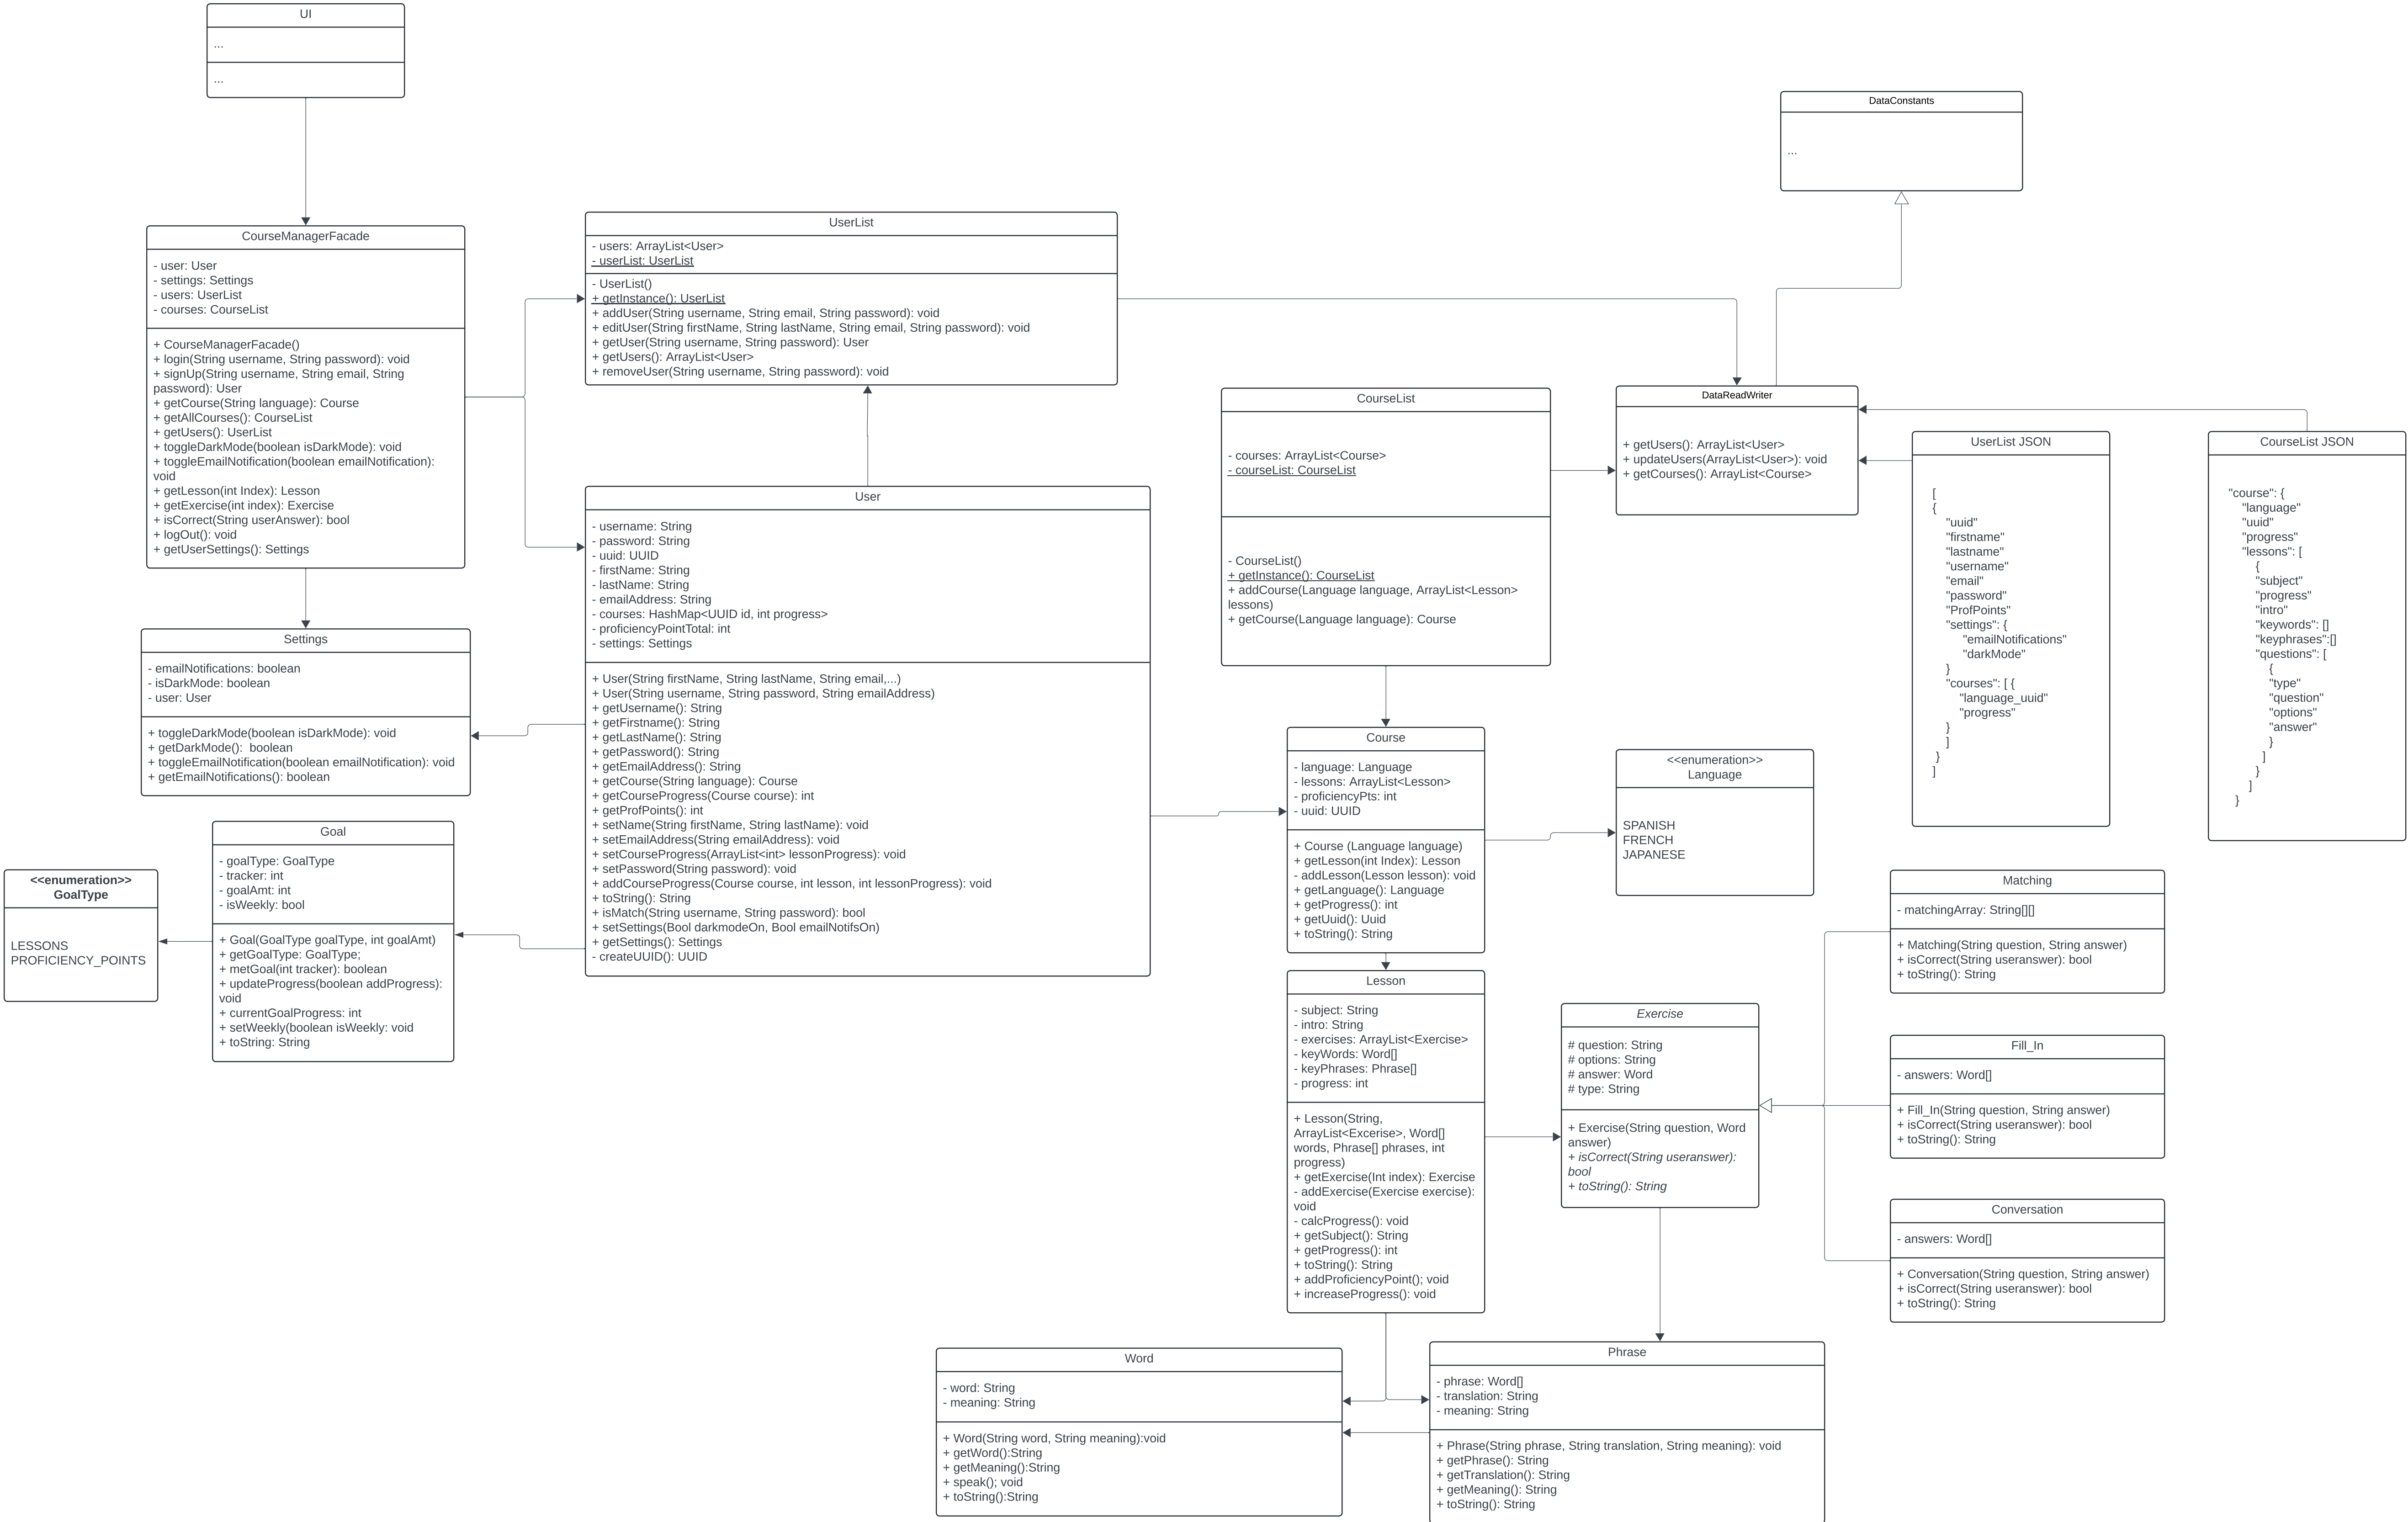 UI
...
...
DataConstants
...
CourseManagerFacade
- user: User
- settings: Settings
- users: UserList
- courses: CourseList
+ CourseManagerFacade()
+ login(String username, String password): void
+ signUp(String username, String email, String
password): User
+ getCourse(String language): Course
+ getAllCourses(): CourseList
+ getUsers(): UserList
+ toggleDarkMode(boolean isDarkMode): void
+ toggleEmailNotification(boolean emailNotification):
void
+ getLesson(int Index): Lesson
+ getExercise(int index): Exercise
+ isCorrect(String userAnswer): bool
+ logOut(): void
+ getUserSettings(): Settings
UserList
- users: ArrayList<User>
- userList: UserList
- UserList()
+ getInstance(): UserList
+ addUser(String username, String email, String password): void
+ editUser(String firstName, String lastName, String email, String password): void
+ getUser(String username, String password): User
+ getUsers(): ArrayList<User>
+ removeUser(String username, String password): void
CourseList
- courses: ArrayList<Course>
- courseList: CourseList
- CourseList()
+ getInstance(): CourseList
+ addCourse(Language language, ArrayList<Lesson>
lessons)
+ getCourse(Language language): Course
DataReadWriter
+ getUsers(): ArrayList<User>
+ updateUsers(ArrayList<User>): void
+ getCourses(): ArrayList<Course>
UserList JSON
[
{
"uuid"
"firstname"
"lastname"
"username"
"email"
"password"
"ProfPoints"
"settings": {
"emailNotifications"
"darkMode"
}
"courses": [ {
"language_uuid"
"progress"
}
]
}
]
CourseList JSON
"course": {
"language"
"uuid"
"progress"
"lessons": [
{
"subject"
"progress"
"intro"
"keywords": []
"keyphrases":[]
"questions": [
{
"type"
"question"
"options"
"answer"
}
]
}
]
}
User
- username: String
- password: String
- uuid: UUID
- firstName: String
- lastName: String
- emailAddress: String
- courses: HashMap<UUID id, int progress>
- proficiencyPointTotal: int
- settings: Settings
+ User(String firstName, String lastName, String email,...)
+ User(String username, String password, String emailAddress)
+ getUsername(): String
+ getFirstname(): String
+ getLastName(): String
+ getPassword(): String
+ getEmailAddress(): String
+ getCourse(String language): Course
+ getCourseProgress(Course course): int
+ getProfPoints(): int
+ setName(String firstName, String lastName): void
+ setEmailAddress(String emailAddress): void
+ setCourseProgress(ArrayList<int> lessonProgress): void
+ setPassword(String password): void
+ addCourseProgress(Course course, int lesson, int lessonProgress): void
+ toString(): String
+ isMatch(String username, String password): bool
+ setSettings(Bool darkmodeOn, Bool emailNotifsOn)
+ getSettings(): Settings
- createUUID(): UUID
Settings
- emailNotifications: boolean
- isDarkMode: boolean
- user: User
+ toggleDarkMode(boolean isDarkMode): void
+ getDarkMode():  boolean
+ toggleEmailNotification(boolean emailNotification): void
+ getEmailNotifications(): boolean
Goal
- goalType: GoalType
- tracker: int
- goalAmt: int
- isWeekly: bool
+ Goal(GoalType goalType, int goalAmt)
+ getGoalType: GoalType;
+ metGoal(int tracker): boolean
+ updateProgress(boolean addProgress):
void
+ currentGoalProgress: int
+ setWeekly(boolean isWeekly: void
+ toString: String
<<enumeration>>
GoalType
LESSONS
PROFICIENCY_POINTS
Course
- language: Language
- lessons: ArrayList<Lesson>
- proficiencyPts: int
- uuid: UUID
+ Course (Language language)
+ getLesson(int Index): Lesson
- addLesson(Lesson lesson): void
+ getLanguage(): Language
+ getProgress(): int
+ getUuid(): Uuid
+ toString(): String
<<enumeration>>
Language
SPANISH
FRENCH
JAPANESE
Lesson
- subject: String
- intro: String
- exercises: ArrayList<Exercise>
- keyWords: Word[]
- keyPhrases: Phrase[]
- progress: int
+ Lesson(String,
ArrayList<Excerise>, Word[]
words, Phrase[] phrases, int
progress)
+ getExercise(Int index): Exercise
- addExercise(Exercise exercise):
void
- calcProgress(): void
+ getSubject(): String
+ getProgress(): int
+ toString(): String
+ addProficiencyPoint(); void
+ increaseProgress(): void
Exercise
# question: String
# options: String
# answer: Word
# type: String
+ Exercise(String question, Word
answer)
+ isCorrect(String useranswer):
bool
+ toString(): String
Matching
- matchingArray: String[][]
+ Matching(String question, String answer)
+ isCorrect(String useranswer): bool
+ toString(): String
Fill_In
- answers: Word[]
+ Fill_In(String question, String answer)
+ isCorrect(String useranswer): bool
+ toString(): String
Conversation
- answers: Word[]
+ Conversation(String question, String answer)
+ isCorrect(String useranswer): bool
+ toString(): String
Word
- word: String
- meaning: String
+ Word(String word, String meaning):void
+ getWord():String
+ getMeaning():String
+ speak(); void
+ toString():String
Phrase
- phrase: Word[]
- translation: String
- meaning: String
+ Phrase(String phrase, String translation, String meaning): void
+ getPhrase(): String
+ getTranslation(): String
+ getMeaning(): String
+ toString(): String